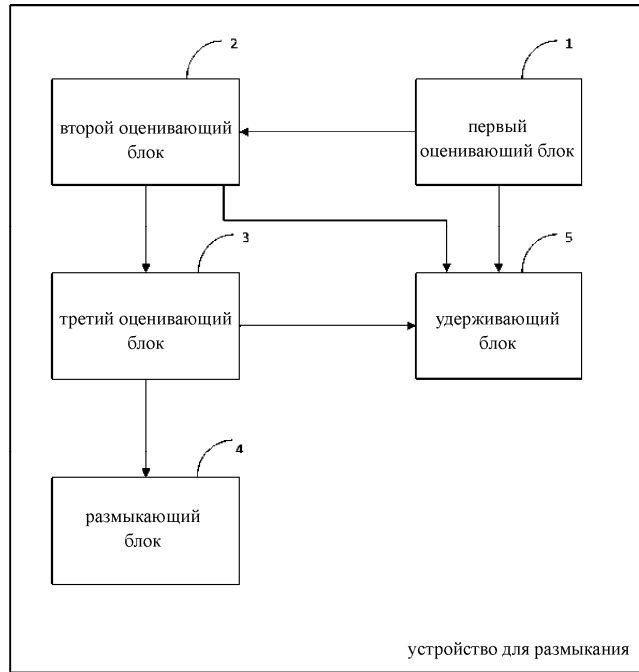 2
1
второй оценивающий
блок
первый
оценивающий блок
3
5
третий оценивающий
блок
удерживающий
блок
4
размыкающий
блок
устройство для размыкания